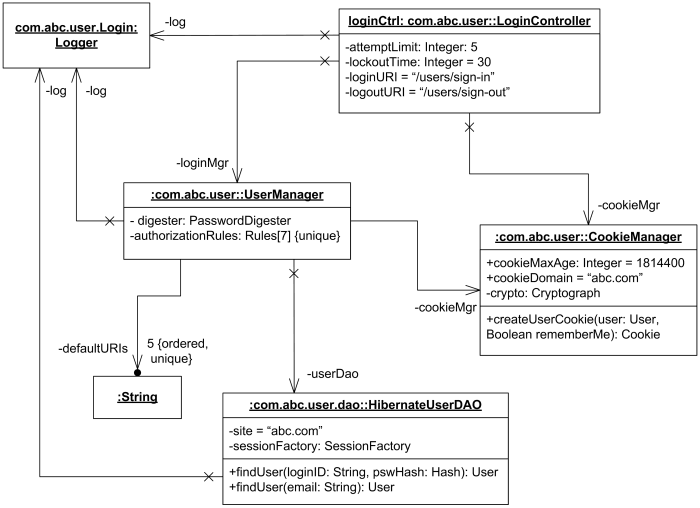 com.abc.user.Login:
Logger
-log
loginCtrl: com.abc.user::LoginController
-attemptLimit: Integer: 5
-lockoutTime: Integer = 30
-loginURI = “/users/sign-in”
-logoutURI = “/users/sign-out”
-log
-log
-loginMgr
-cookieMgr
:com.abc.user::UserManager
- digester: PasswordDigester
-authorizationRules: Rules[7] {unique}
:com.abc.user::CookieManager
+cookieMaxAge: Integer = 1814400
+cookieDomain = “abc.com”
-crypto: Cryptograph
+createUserCookie(user: User,
Boolean rememberMe): Cookie
-cookieMgr
-defaultURIs
5 {ordered,
unique}
-userDao
:String
:com.abc.user.dao::HibernateUserDAO
-site = “abc.com”
-sessionFactory: SessionFactory
+findUser(loginID: String, pswHash: Hash): User
+findUser(email: String): User